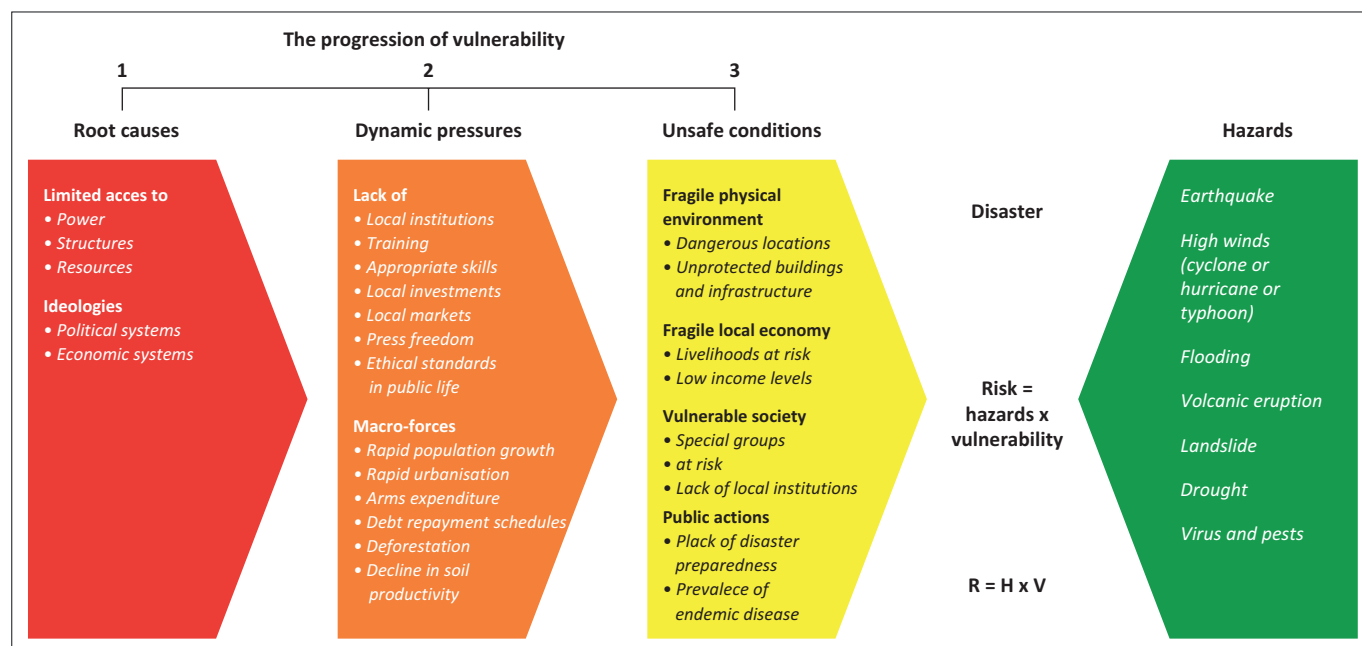 The progression of vulnerability
1
2
3
Root causes
Dynamic pressures
Unsafe conditions
Hazards
Limited acces to
• Power
• Structures
• Resources
Ideologies
• Political systems
• Economic systems
Lack of
• Local institutions
• Training
• Appropriate skills
• Local investments
• Local markets
• Press freedom
• Ethical standards
in public life
Macro-forces
• Rapid population growth
• Rapid urbanisation
• Arms expenditure
• Debt repayment schedules
• Deforestation
• Decline in soil
productivity
Fragile physical
environment
• Dangerous locations
• Unprotected buildings
and infrastructure
Fragile local economy
• Livelihoods at risk
• Low income levels
Vulnerable society
• Special groups
• at risk
• Lack of local institutions
Public actions
• Plack of disaster
preparedness
• Prevalece of
endemic disease
Disaster
Risk =
hazards x
vulnerability
R = H x V
Earthquake
High winds
(cyclone or
hurricane or
typhoon)
Flooding
Volcanic eruption
Landslide
Drought
Virus and pests